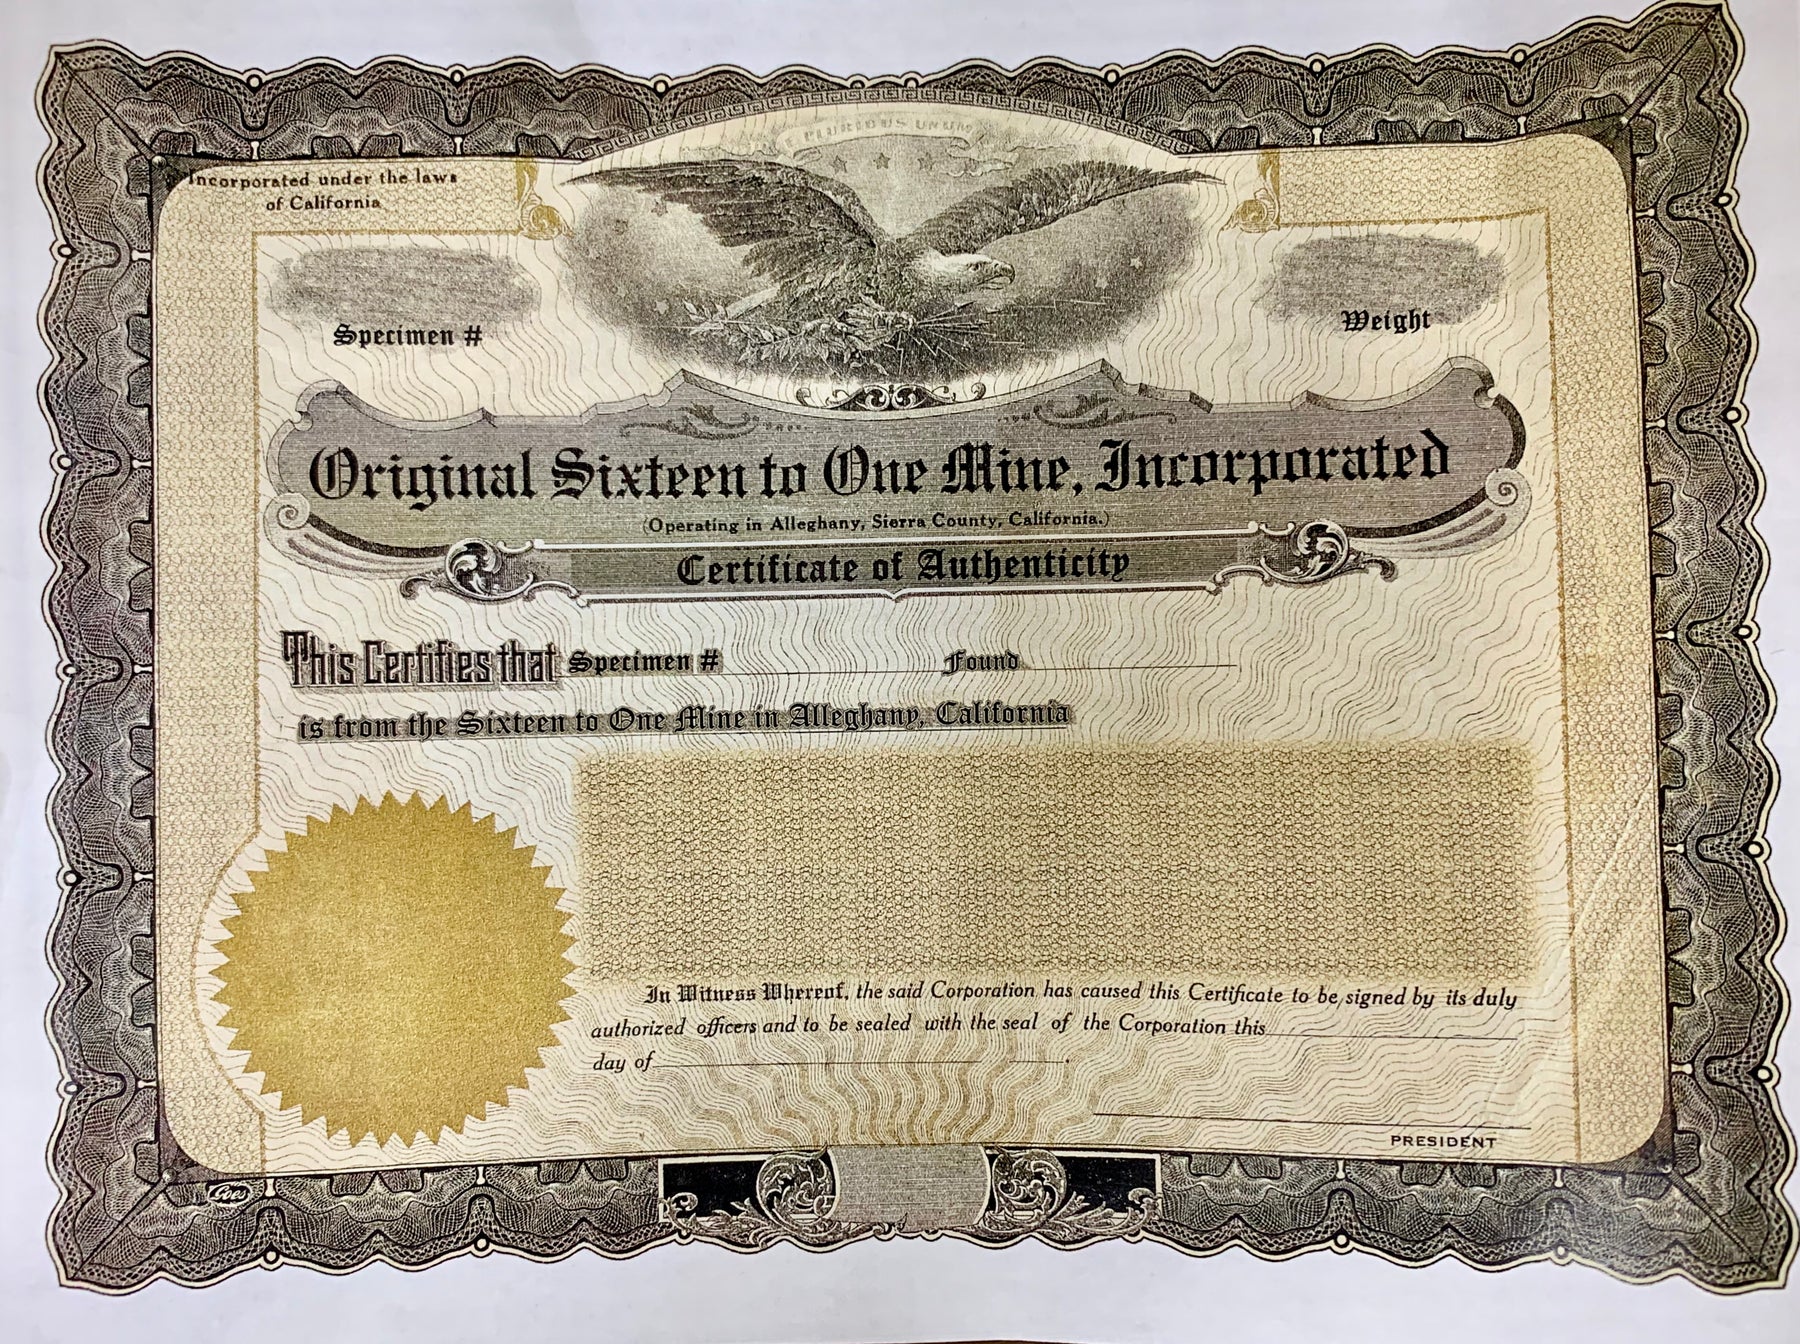 E PLURIBUS UNUM
Incorporated under the laws
of California
Specimen #
Weight
Original Sixteen to One Mine, Incorporated
(Operating in Alleghany, Sierra County, California.)
Certificate of Authenticity
This Certifies that Specimen # Found
is from the Sixteen to One Mine in Alleghany, California
In Witness Whereof, the said Corporation has caused this Certificate to be signed by its duly
authorized officers and to be sealed with the seal of the Corporation this
day of .
PRESIDENT
Goes